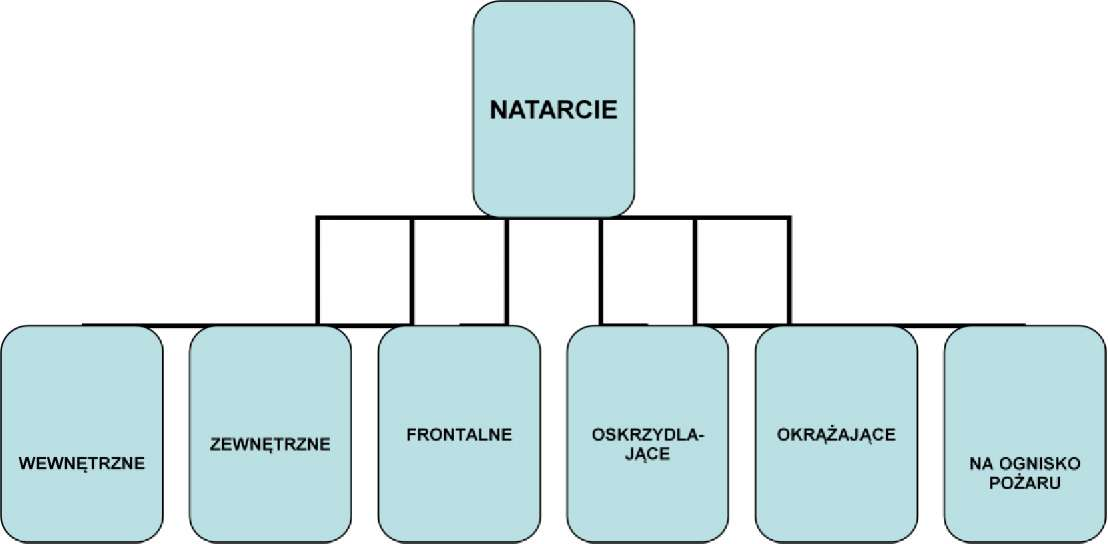 NATARCIE
WEWNĘTRZNE
ZEWNĘTRZNE
FRONTALNE
OSKRZYDLA-
JĄCE
OKRĄŻAJĄCE
NA OGNISKO
POŻARU